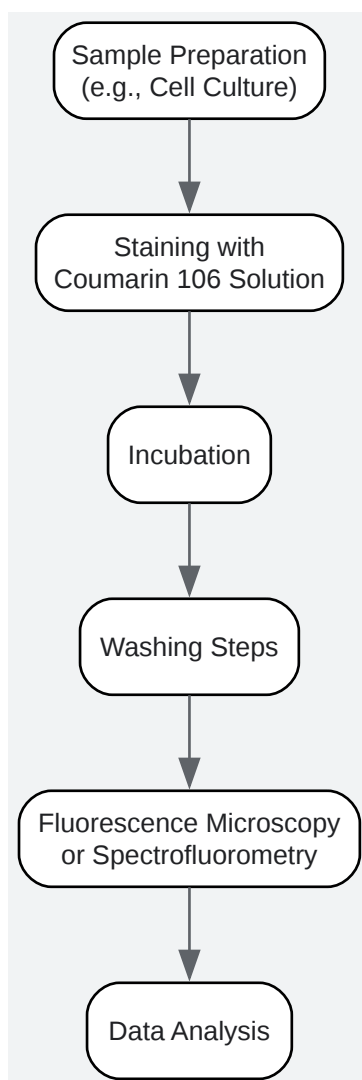 Sample Preparation
(e.g., Cell Culture)
Staining with
Coumarin 106 Solution
Incubation
Washing Steps
Fluorescence Microscopy
or Spectrofluorometry
Data Analysis